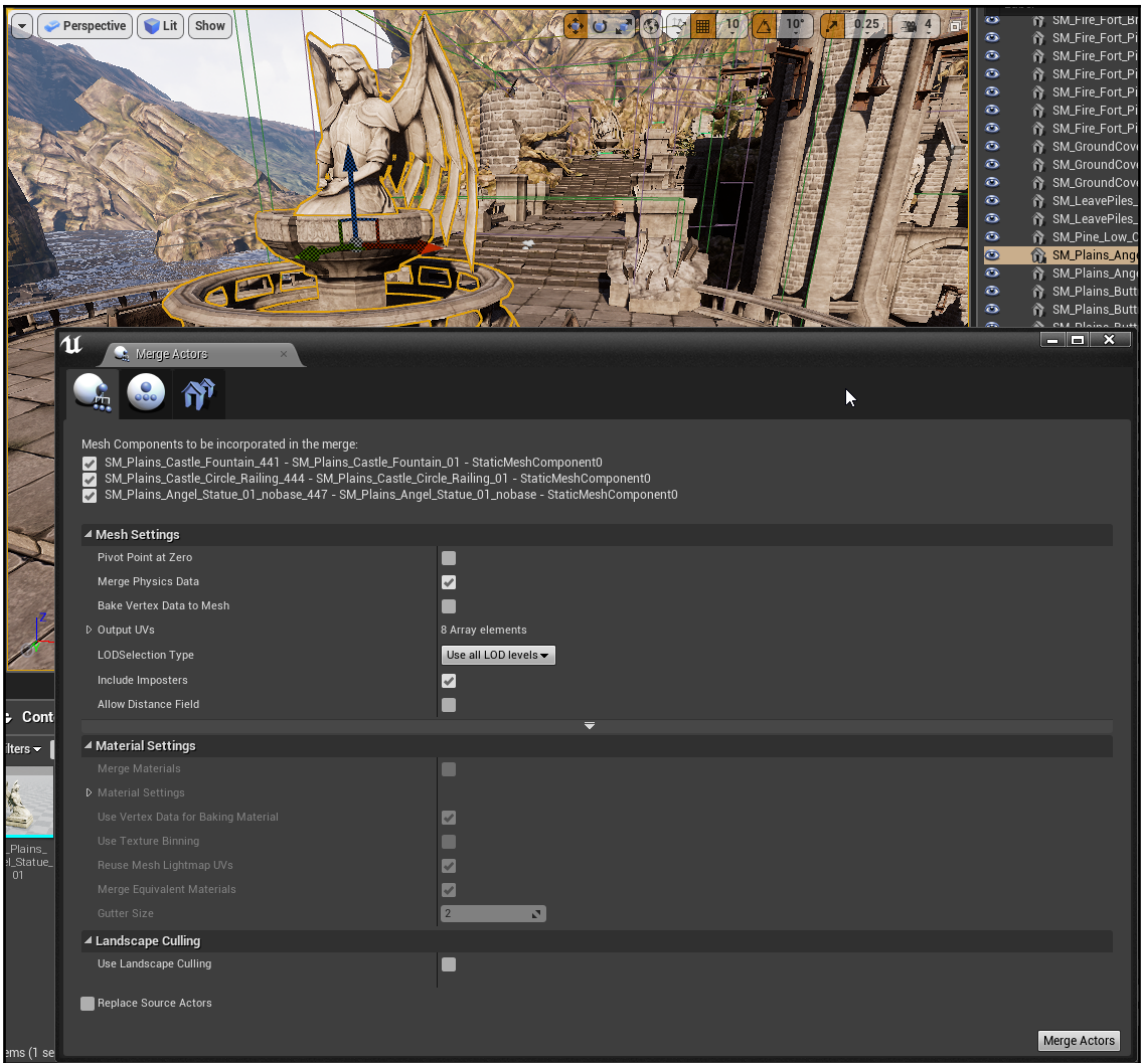 Perspective Lit Show 10 10° 0.25 4
SM_Fire_Fort_Br
SM_Fire_Fort_Pi
SM_Fire_Fort_Pi
SM_Fire_Fort_Pi
SM_Fire_Fort_Pi
SM_Fire_Fort_Pi
SM_Fire_Fort_Pi
SM_GroundCov
SM_GroundCov
SM_GroundCov
SM_LeavePiles_
SM_LeavePiles_
SM_Pine_Low_C
SM_Plains_Ange
SM_Plains_Ang
SM_Plains_Butt
SM_Plains_Butt
SM_Plains_Butt
Merge Actors
Mesh Components to be incorporated in the merge:
SM_Plains_Castle_Fountain_441 - SM_Plains_Castle_Fountain_01 - StaticMeshComponent0
SM_Plains_Castle_Circle_Railing_444 - SM_Plains_Castle_Circle_Railing_01 - StaticMeshComponent0
SM_Plains_Angel_Statue_01_nobase_447 - SM_Plains_Angel_Statue_01_nobase - StaticMeshComponent0
Mesh Settings
Pivot Point at Zero
Merge Physics Data
Bake Vertex Data to Mesh
Output UVs 8 Array elements
LODSelection Type Use all LOD levels
Include Imposters
Allow Distance Field
Material Settings
Merge Materials
Material Settings
Use Vertex Data for Baking Material
Use Texture Binning
Reuse Mesh Lightmap UVs
Merge Equivalent Materials
Gutter Size 2
Landscape Culling
Use Landscape Culling
Replace Source Actors
Merge Actors
Z
Cont
ilters
_Plains_
el_Statue_
01
ems (1 se